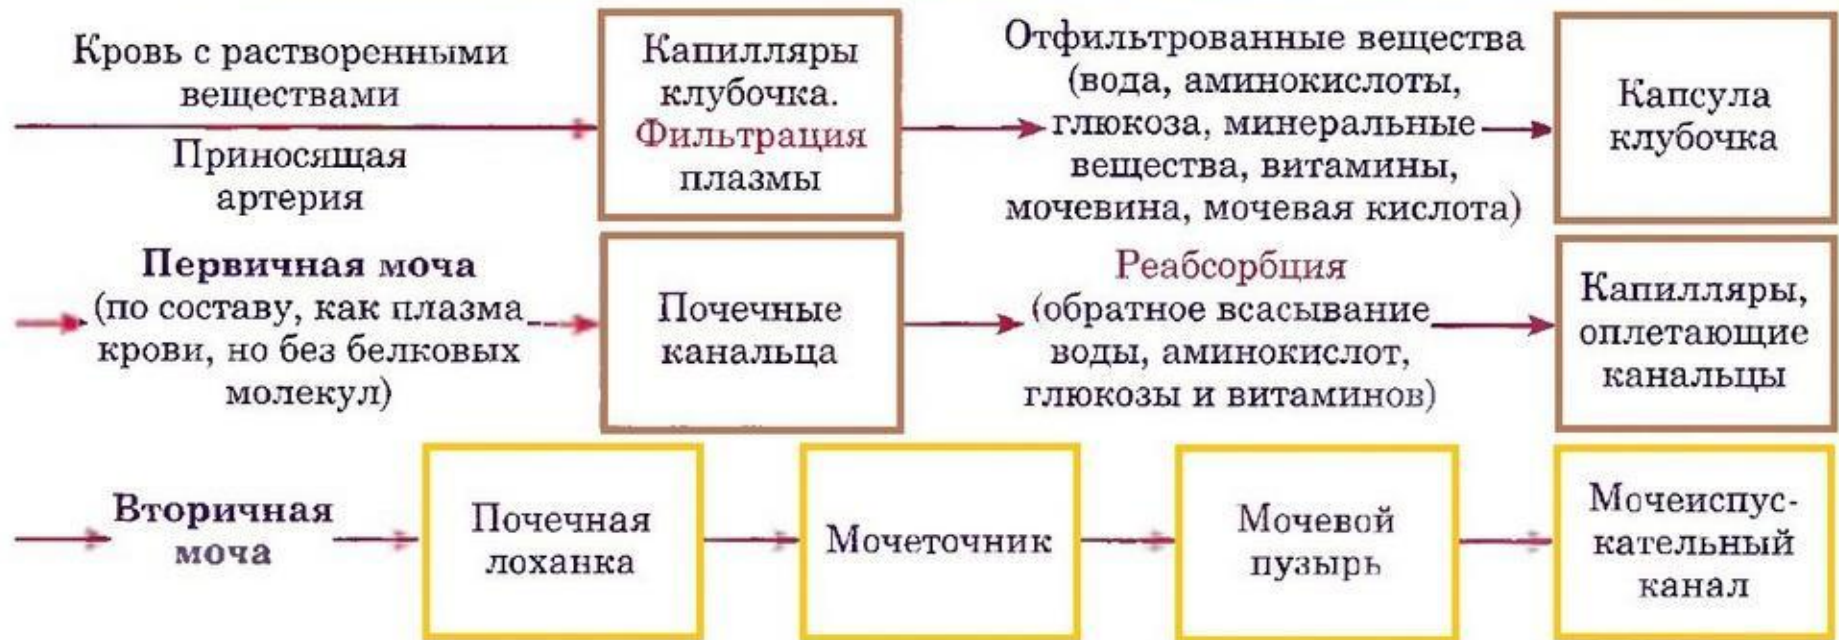 Кровь с растворенными
веществами
Приносящая
артерия
Капилляры
клубочка.
Фильтрация
плазмы
Отфильтрованные вещества
(вода, аминокислоты,
глюкоза, минеральные
вещества, витамины,
мочевина, мочевая кислота)
Капсула
клубочка
Первичная моча
(по составу, как плазма
крови, но без белковых
молекул)
Почечные
канальца
Реабсорбция
(обратное всасывание
воды, аминокислот,
глюкозы и витаминов)
Капилляры,
оплетающие
канальцы
Вторичная
моча
Почечная
лоханка
Мочеточник
Мочевой
пузырь
Мочеиспус-
кательный
канал